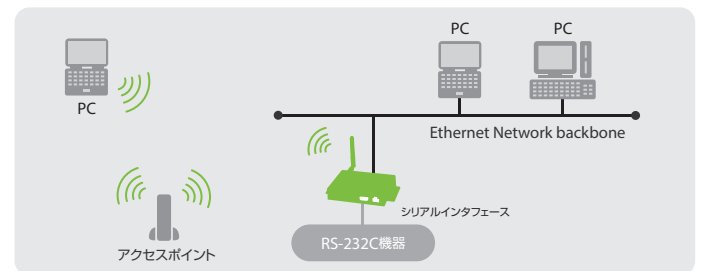 PC
PC
PC
Ethernet Network backbone
シリアルインタフェース
RS-232C機器
アクセスポイント